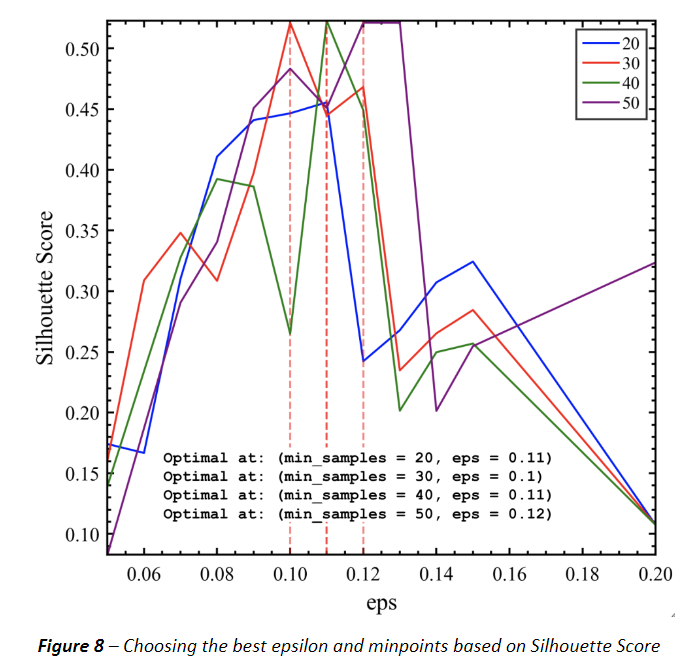 0.50
0.45
0.40
0.35
0.30
0.25
0.20
0.15
0.10
Silhouette Score
20
30
40
50
Optimal at: (min_samples = 20, eps = 0.11)
Optimal at: (min_samples = 30, eps = 0.1)
Optimal at: (min_samples = 40, eps = 0.11)
Optimal at: (min_samples = 50, eps = 0.12)
0.06 0.08 0.10 0.12 0.14 0.16 0.18 0.20
eps
Figure 8 – Choosing the best epsilon and minpoints based on Silhouette Score